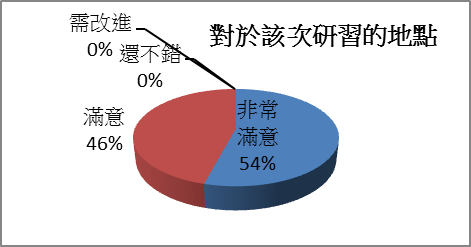 對於該次研習的地點
需改進
0%
還不錯
0%
滿意
46%
非常
滿意
54%